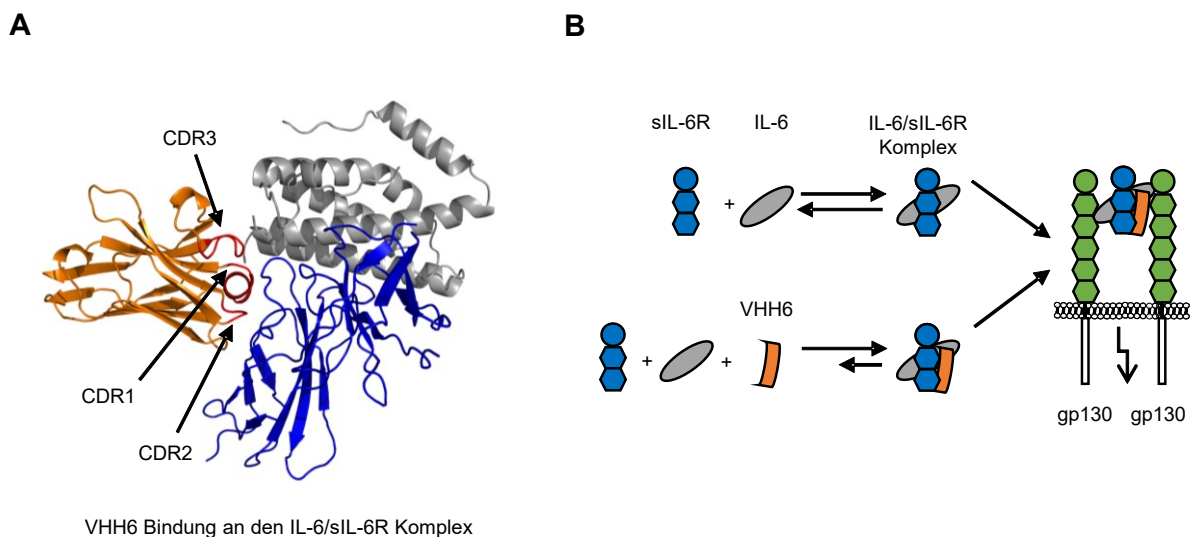 A
CDR3
CDR1
CDR2
VHH6 Bindung an den IL-6/sIL-6R Komplex
B
sIL-6R
IL-6
IL-6/sIL-6R
Komplex
+
VHH6
+
+
gp130
gp130